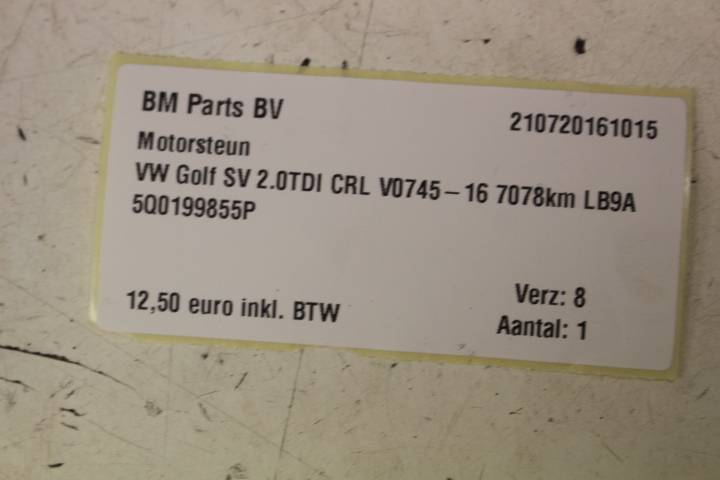 BM Parts BV
210720161015
Motorsteun
VW Golf SV 2.0TDI CRL V0745-16 7078km LB9A
5Q0199855P
12,50 euro inkl. BTW
Verz: 8
Aantal: 1